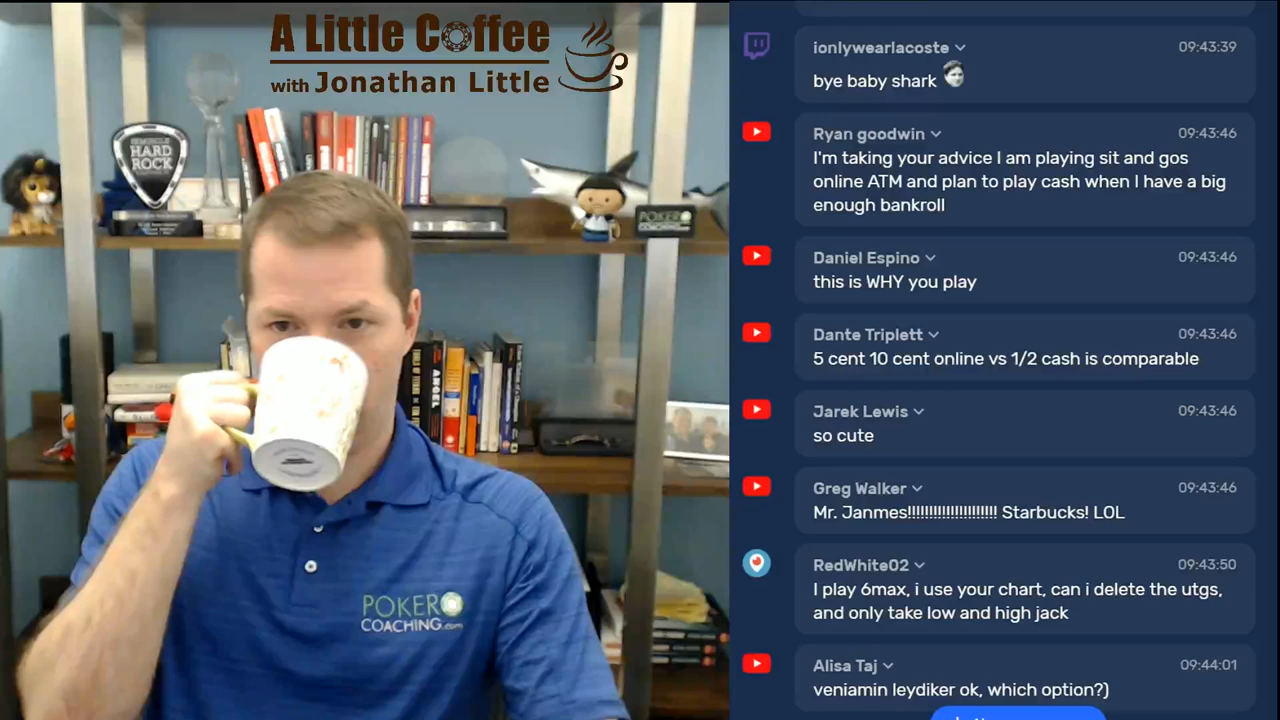 A Little Coffee
with Jonathan Little
HARD
ROCK
POKER
COACHING
ANGEL
POKER
COACHING.com
ionlywearlacoste
09:43:39
bye baby shark
Ryan goodwin
09:43:46
I'm taking your advice I am playing sit and gos
online ATM and plan to play cash when I have a big
enough bankroll
Daniel Espino
09:43:46
this is WHY you play
Dante Triplett
09:43:46
5 cent 10 cent online vs 1/2 cash is comparable
Jarek Lewis
09:43:46
so cute
Greg Walker
09:43:46
Mr. Janmes!!!!!!!!!!!!!!!!!!!!! Starbucks! LOL
RedWhite02
09:43:50
I play 6max, i use your chart, can i delete the utgs,
and only take low and high jack
Alisa Taj
09:44:01
veniamin leydiker ok, which option?)